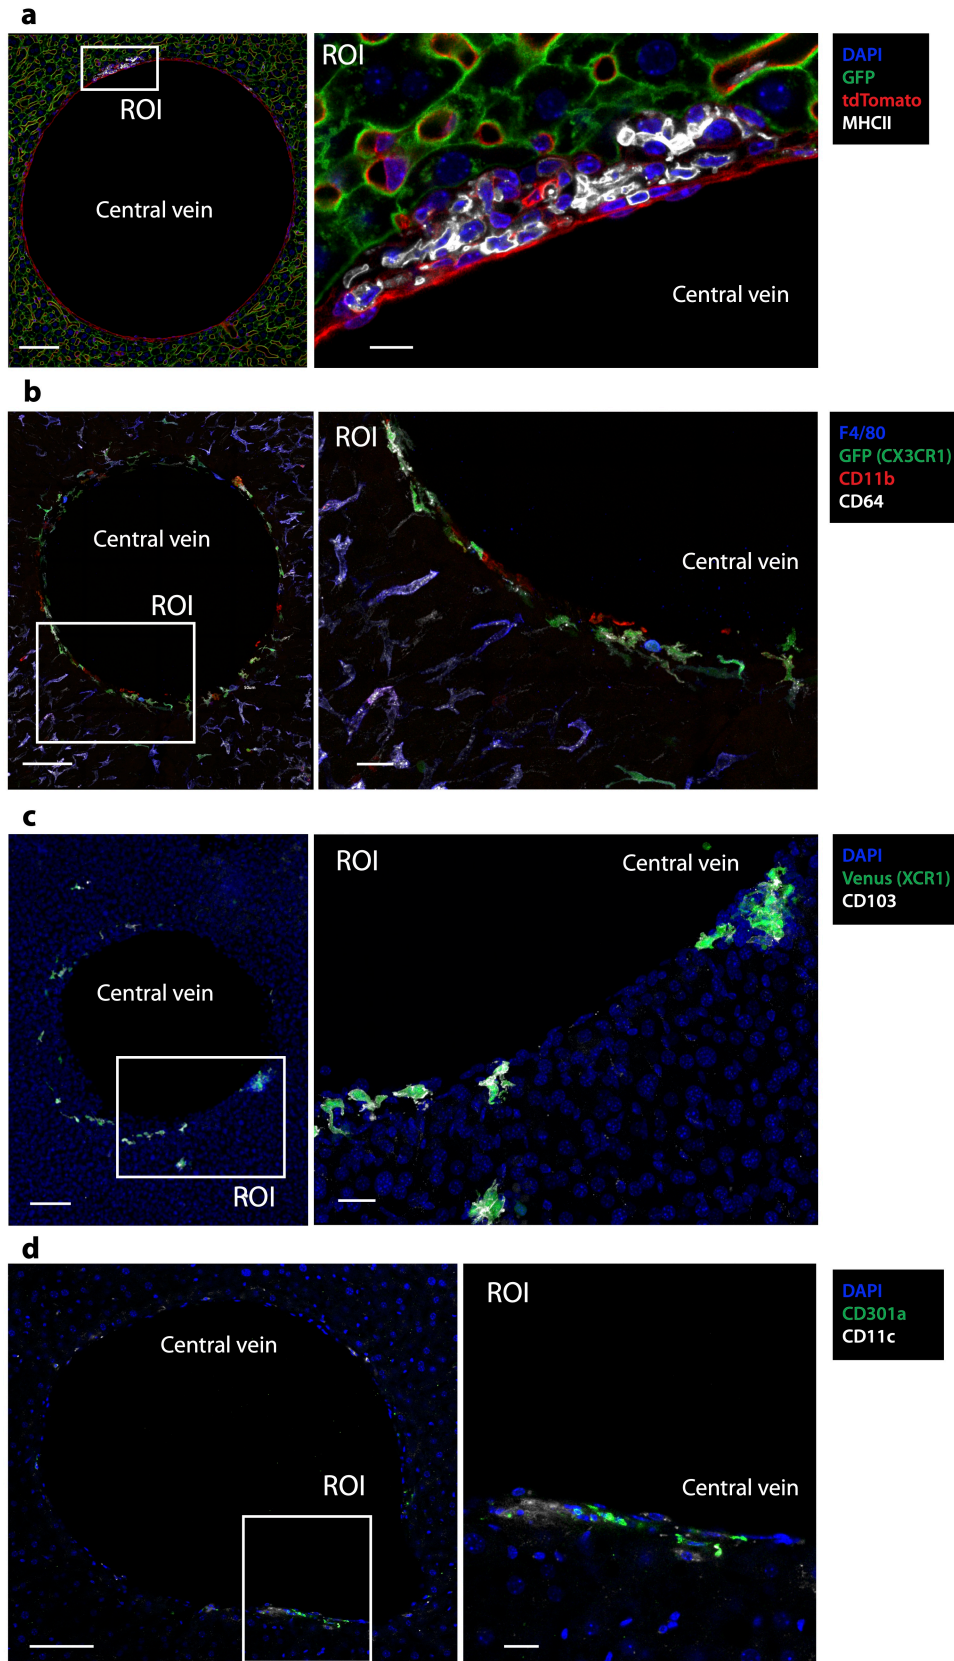 a
ROI
Central vein
ROI
Central vein
DAPI
GFP
tdTomato
MHCII
b
Central vein
ROI
50um
ROI
Central vein
F4/80
GFP (CX3CR1)
CD11b
CD64
c
Central vein
ROI
ROI
Central vein
DAPI
Venus (XCR1)
CD103
d
Central vein
ROI
ROI
Central vein
DAPI
CD301a
CD11c